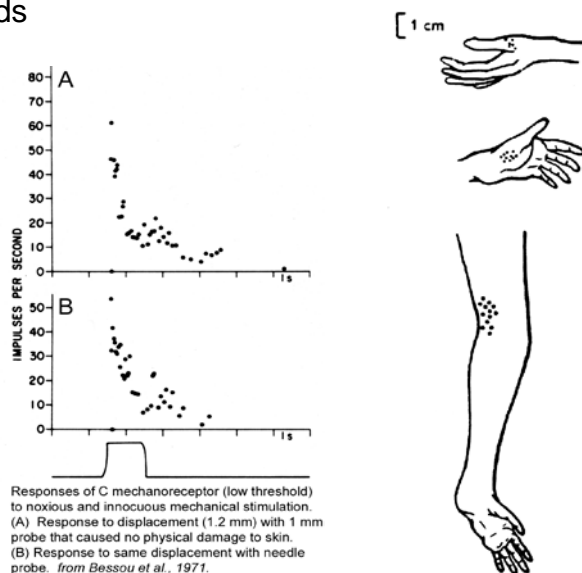 ds
1 cm
A
80
70
60
50
40
30
20
10
0
1s
IMPULSES PER SECOND
B
50
40
30
20
10
0
1s
Responses of C mechanoreceptor (low threshold)
to noxious and innocuous mechanical stimulation.
(A) Response to displacement (1.2 mm) with 1 mm
probe that caused no physical damage to skin.
(B) Response to same displacement with needle
probe. from Bessou et al., 1971.